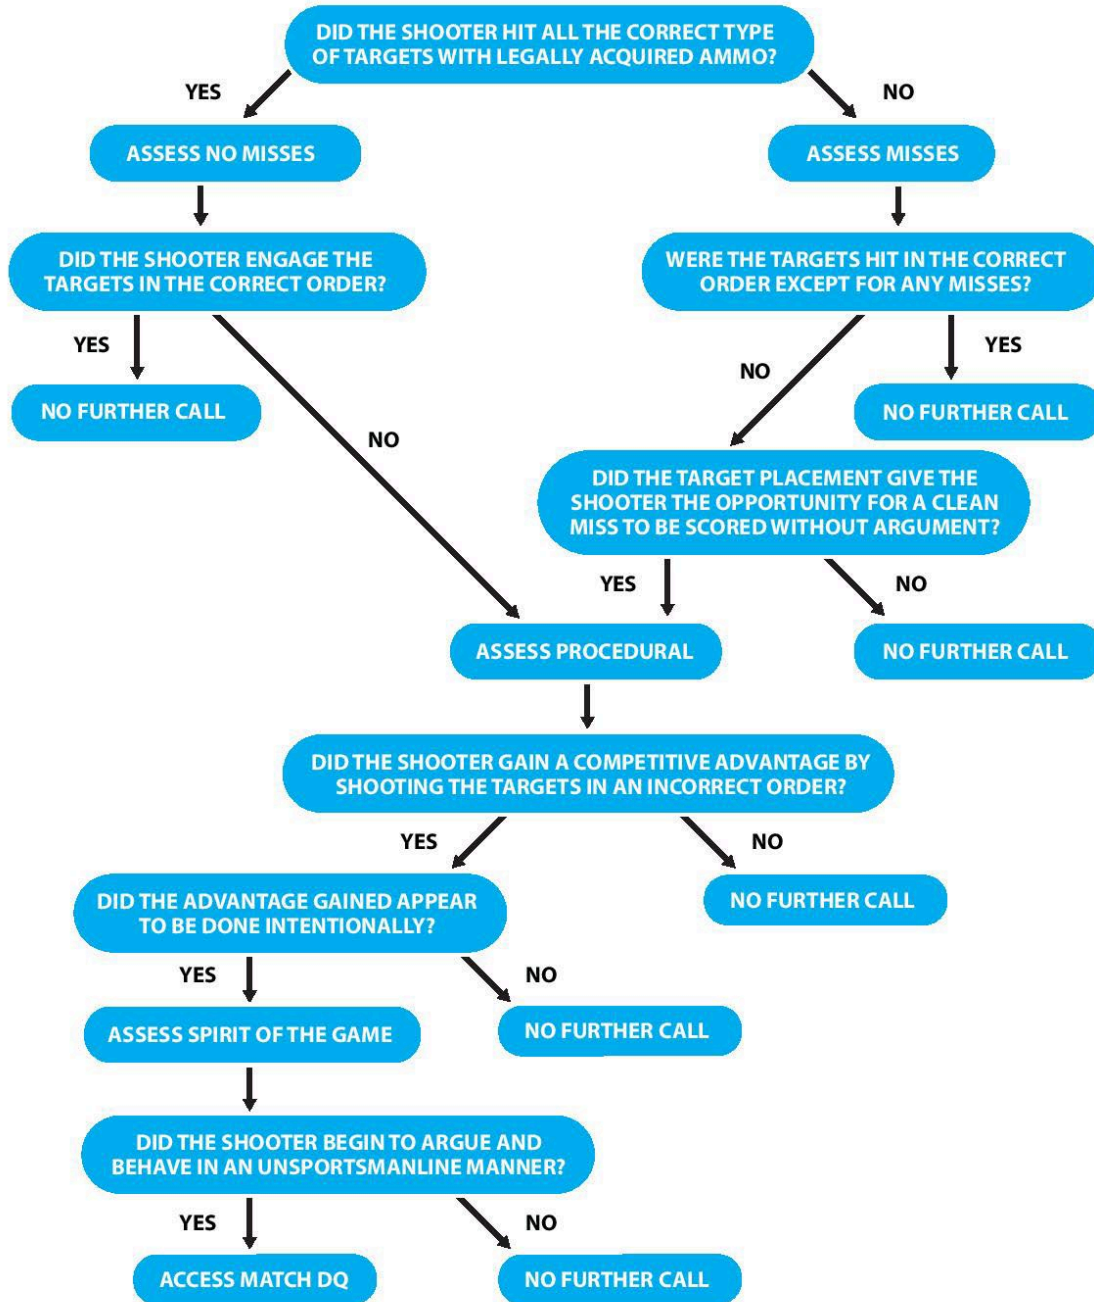 DID THE SHOOTER HIT ALL THE CORRECT TYPE
OF TARGETS WITH LEGALLY ACQUIRED AMMO?
YES
NO
ASSESS NO MISSES
ASSESS MISSES
DID THE SHOOTER ENGAGE THE
TARGETS IN THE CORRECT ORDER?
WERE THE TARGETS HIT IN THE CORRECT
ORDER EXCEPT FOR ANY MISSES?
YES
NO
YES
NO FURTHER CALL
NO FURTHER CALL
NO
DID THE TARGET PLACEMENT GIVE THE
SHOOTER THE OPPORTUNITY FOR A CLEAN
MISS TO BE SCORED WITHOUT ARGUMENT?
YES
NO
ASSESS PROCEDURAL
NO FURTHER CALL
DID THE SHOOTER GAIN A COMPETITIVE ADVANTAGE BY
SHOOTING THE TARGETS IN AN INCORRECT ORDER?
YES
NO
DID THE ADVANTAGE GAINED APPEAR
TO BE DONE INTENTIONALLY?
NO FURTHER CALL
YES
NO
ASSESS SPIRIT OF THE GAME
NO FURTHER CALL
DID THE SHOOTER BEGIN TO ARGUE AND
BEHAVE IN AN UNSPORTSMANLINE MANNER?
YES
NO
ACCESS MATCH DQ
NO FURTHER CALL